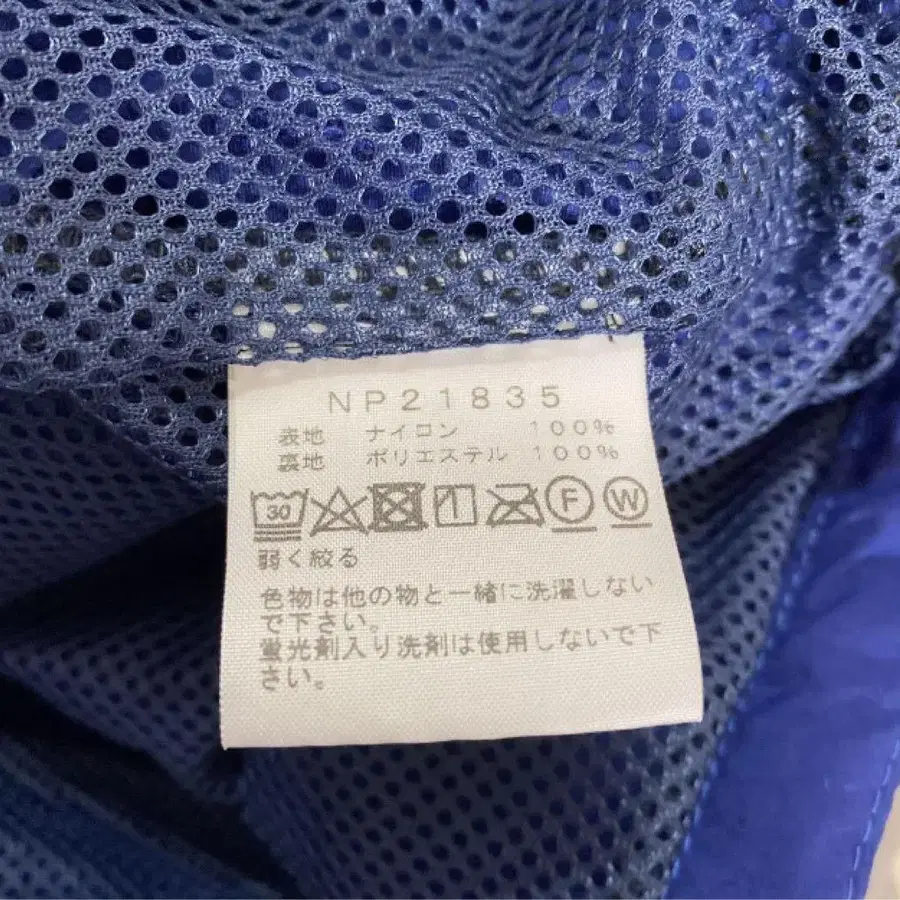 NP21835
表地 ナイロン 100%
裏地 ポリエステル 100%
30 F W
弱く絞る
色物は他の物と一緒に洗濯しない
で下さい。
蛍光剤入り洗剤は使用しないで下
さい。